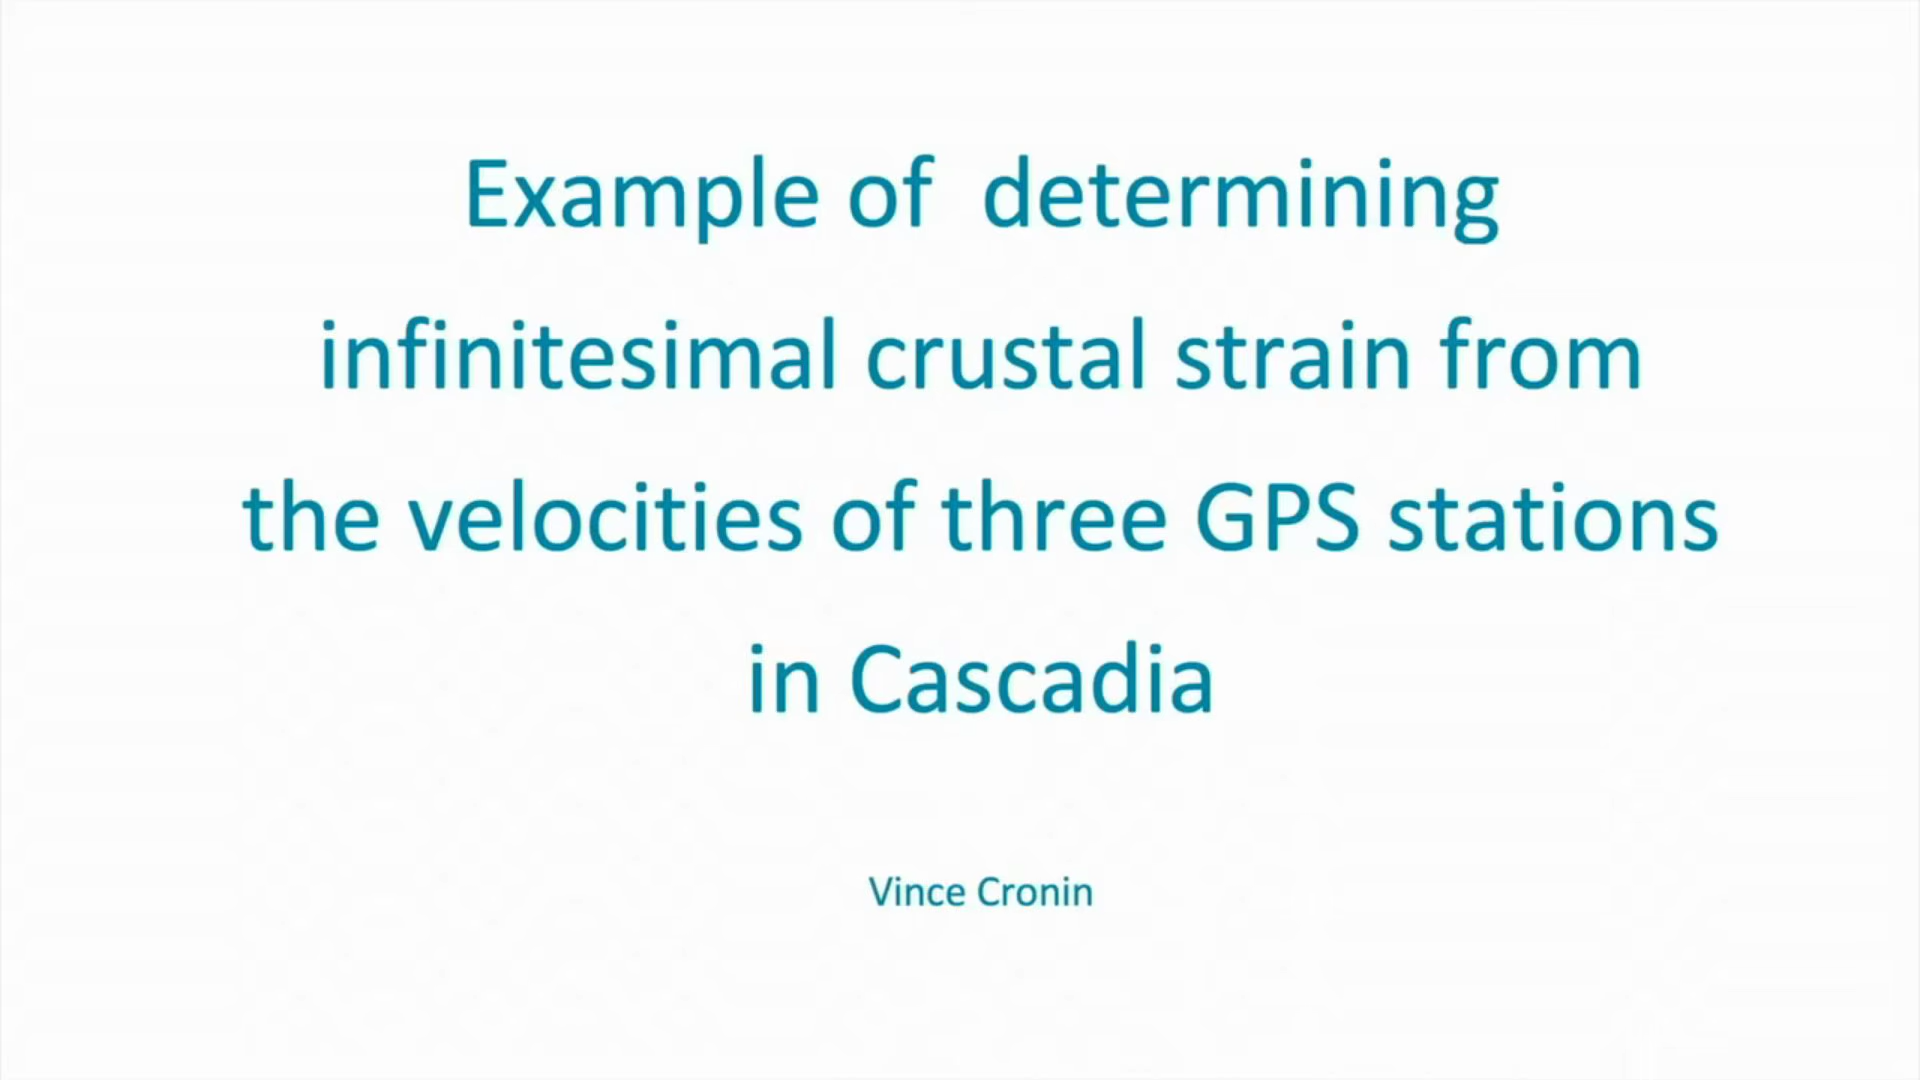 Example of  determining
infinitesimal crustal strain from
the velocities of three GPS stations
in Cascadia
Vince Cronin